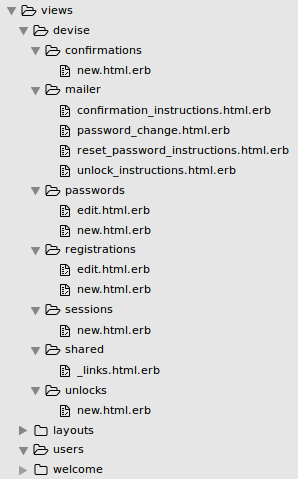 views
devise
confirmations
new.html.erb
mailer
confirmation_instructions.html.erb
password_change.html.erb
reset_password_instructions.html.erb
unlock_instructions.html.erb
passwords
edit.html.erb
new.html.erb
registrations
edit.html.erb
new.html.erb
sessions
new.html.erb
shared
_links.html.erb
unlocks
new.html.erb
layouts
users
welcome